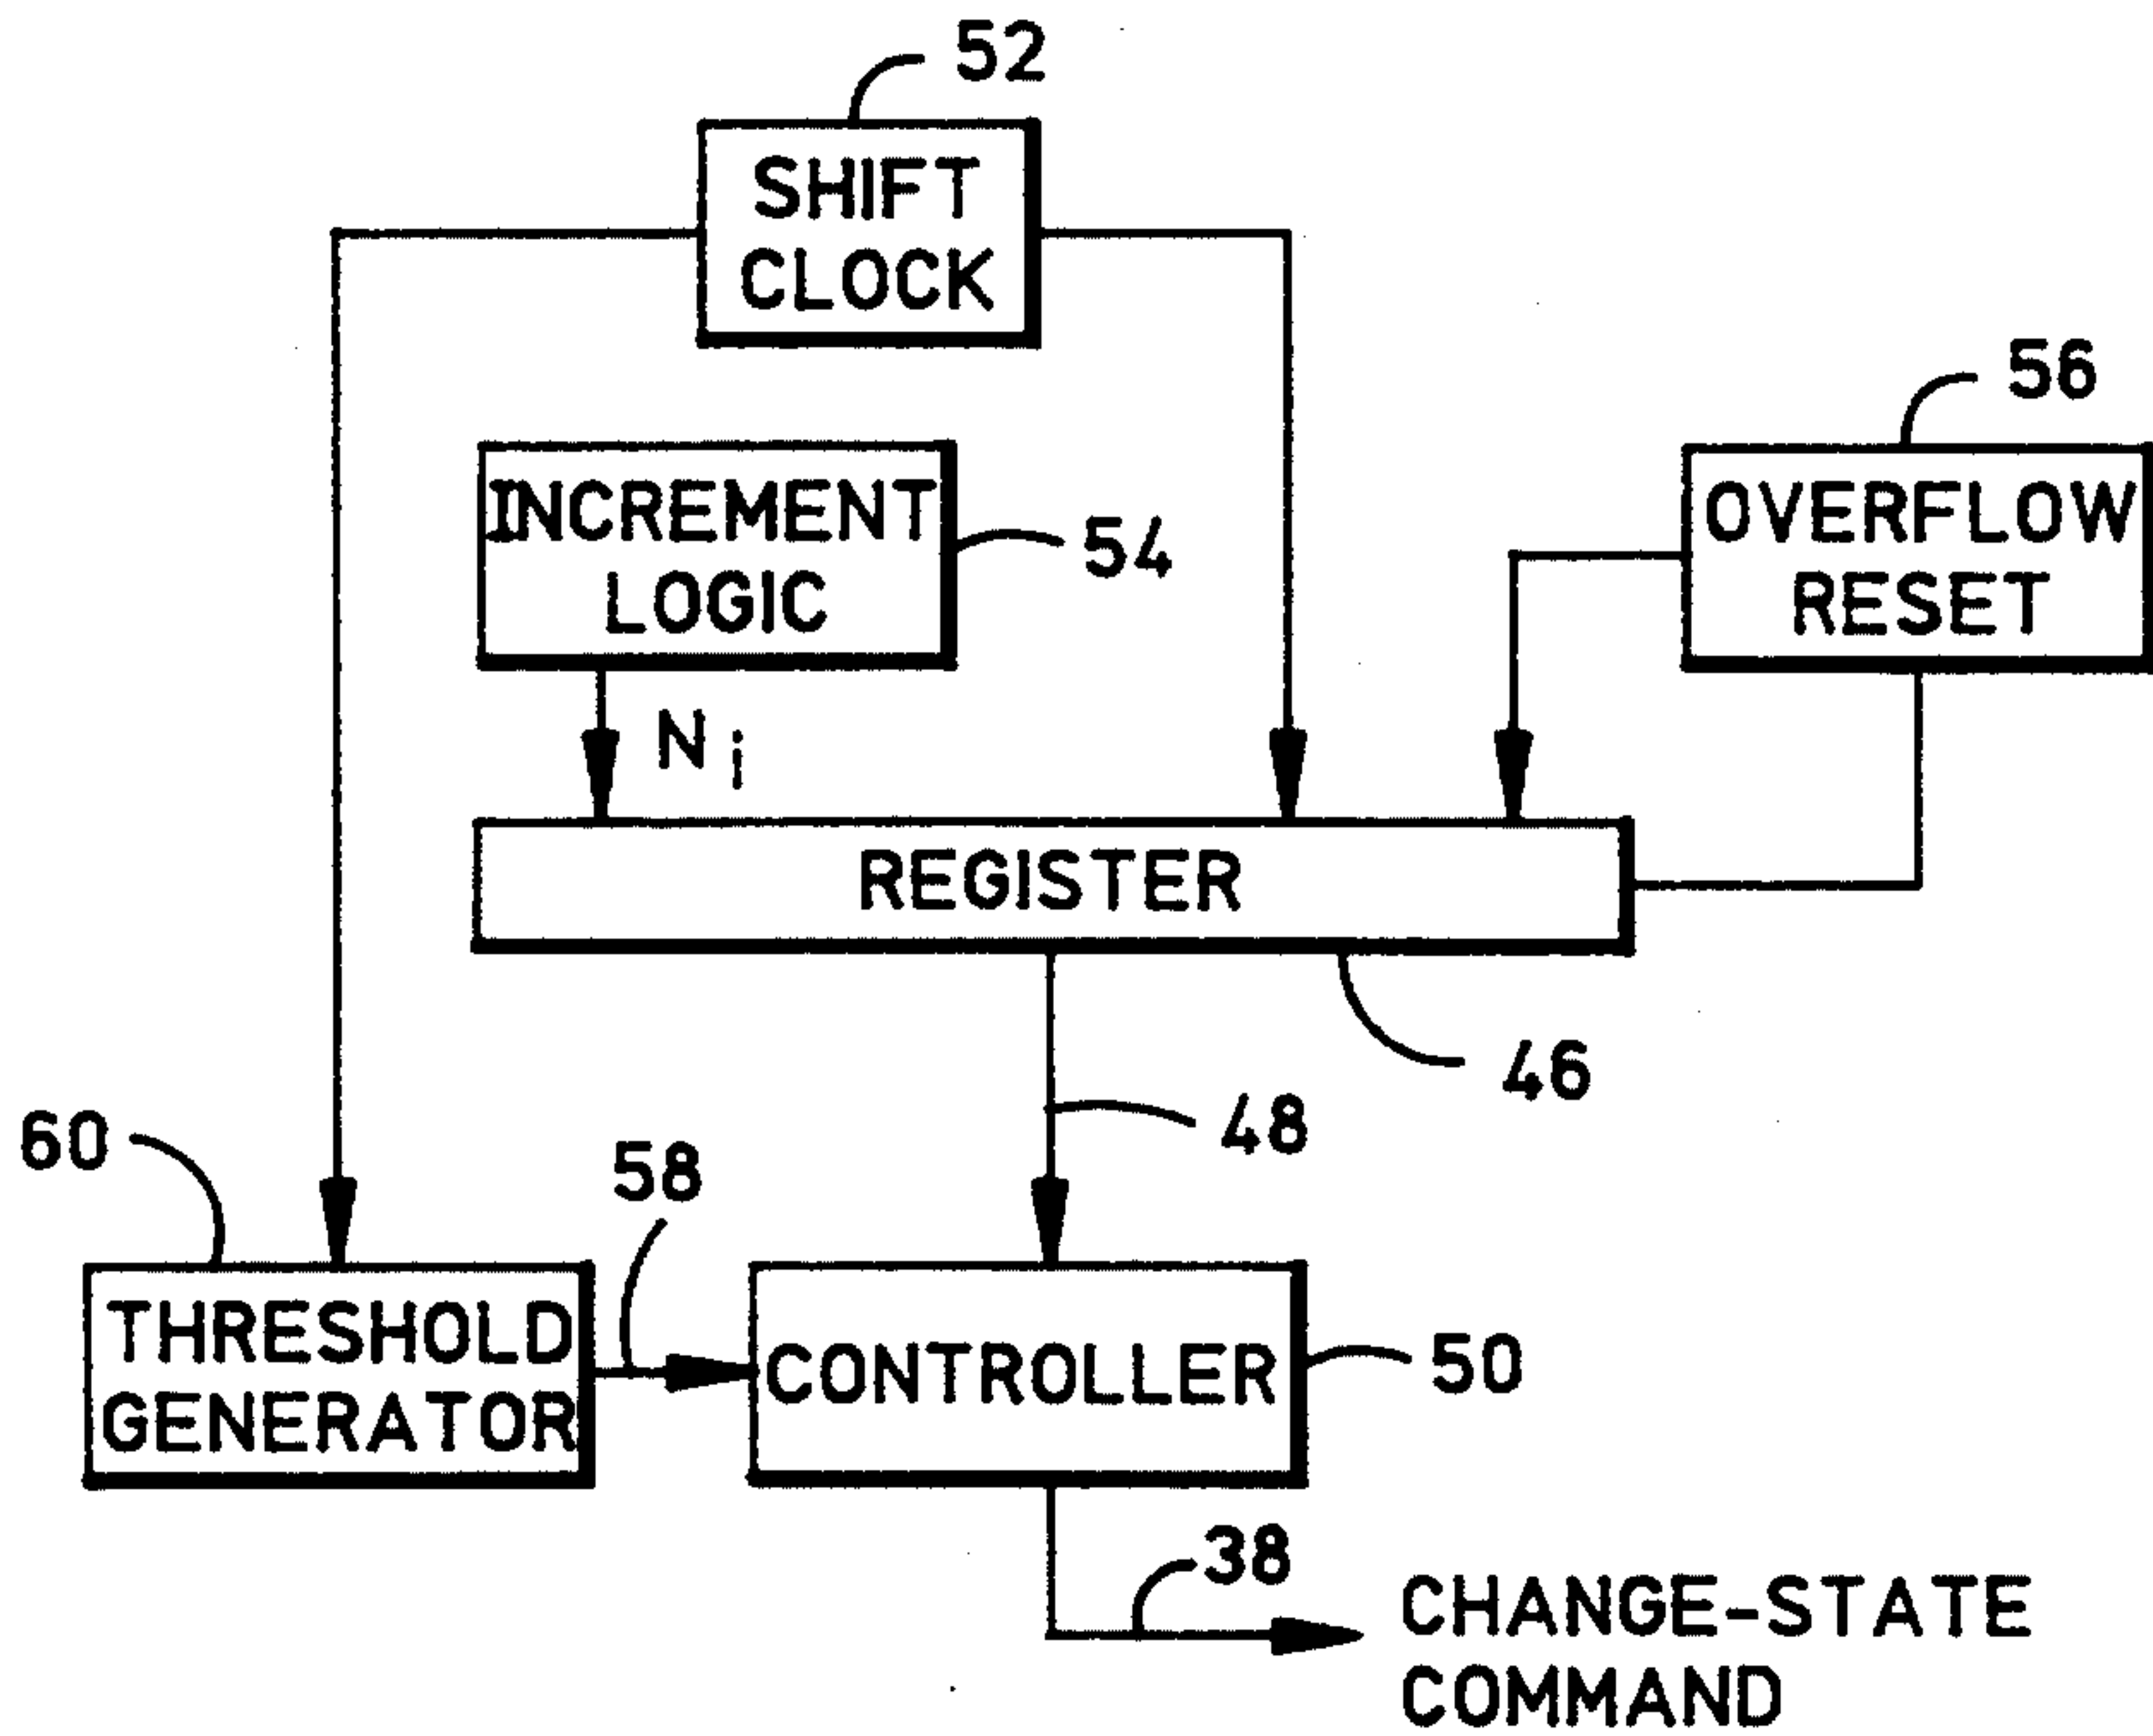 52
SHIFT
CLOCK
56
INCREMENT
LOGIC
54
OVERFLOW
RESET
Ni
REGISTER
46
48
60
58
THRESHOLD
GENERATOR
CONTROLLER
50
38
CHANGE-STATE
COMMAND